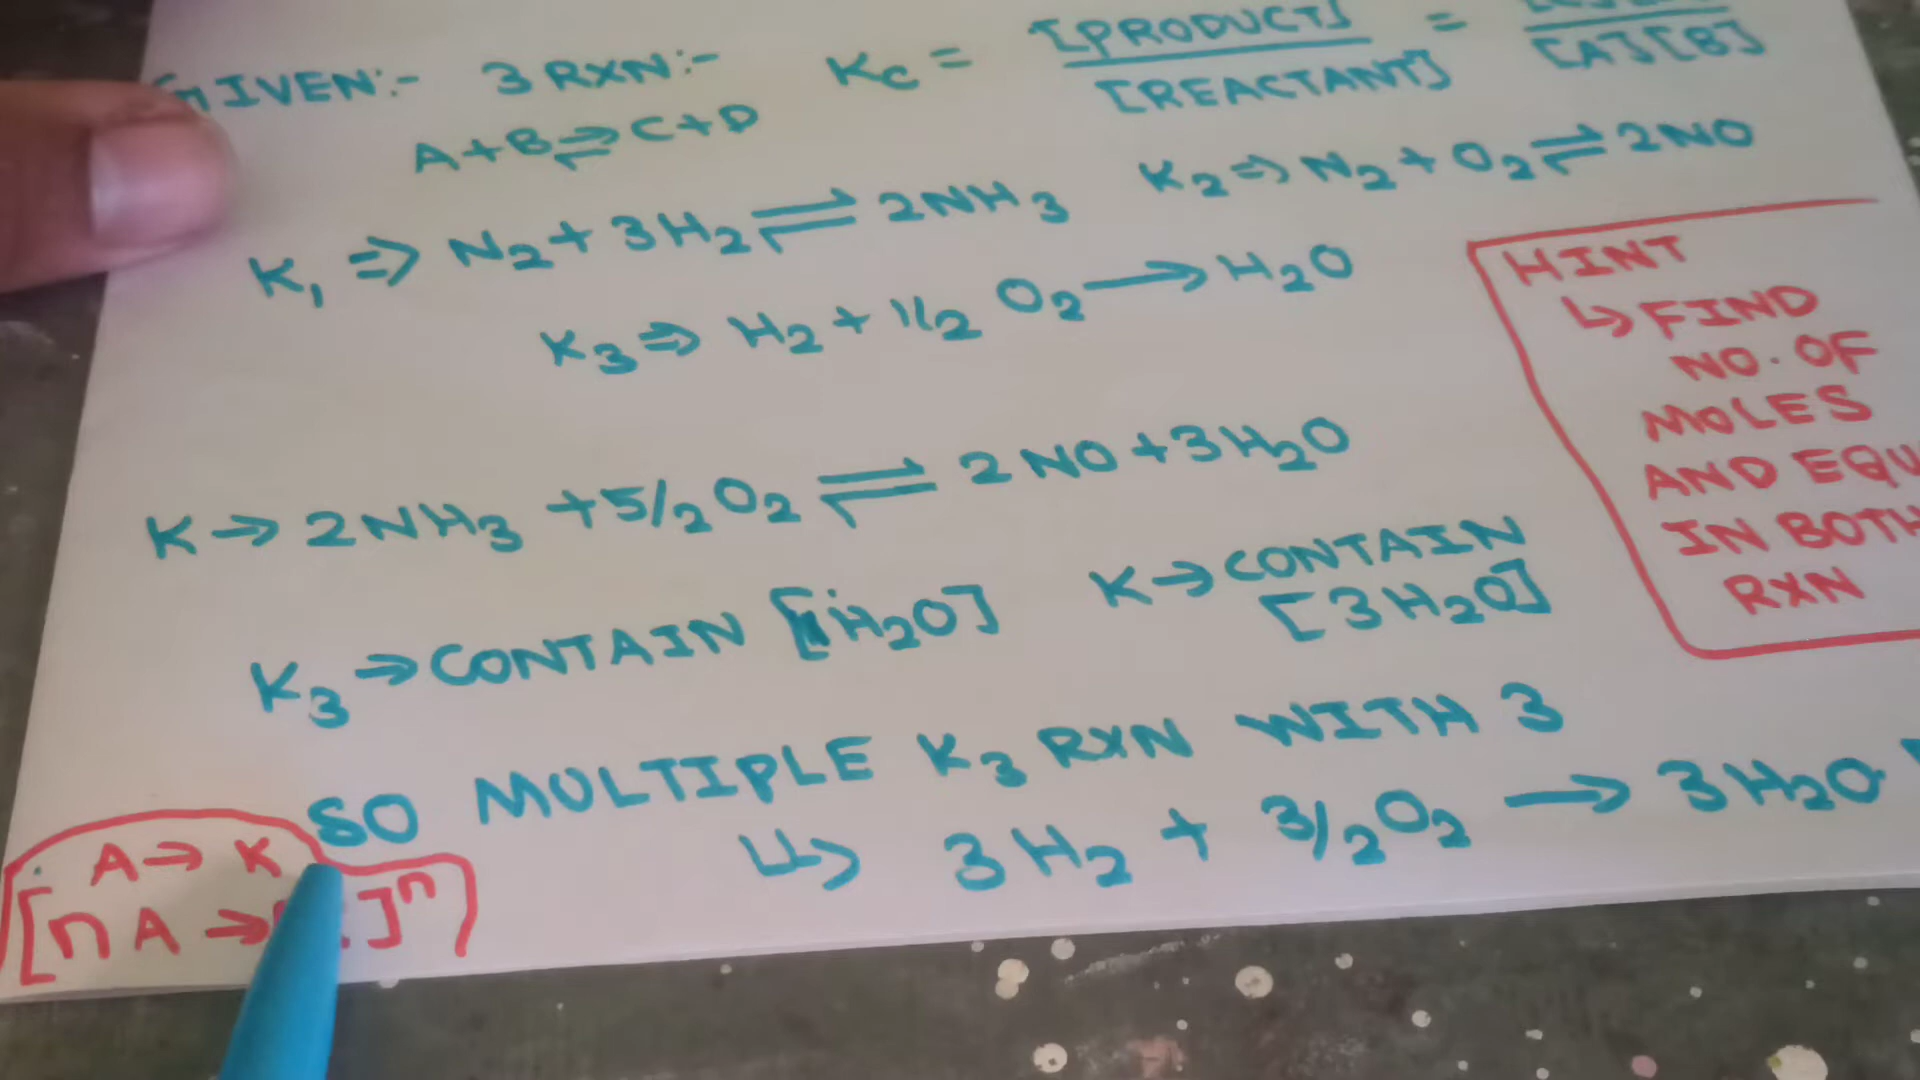 GIVEN:- 3 RXN:-
A+B⇌C+D
Kc = [PRODUCT] / [REACTANT] = / [A][B]
K1 ⇒ N2 + 3H2 ⇌ 2NH3
K2 ⇒ N2 + O2 ⇌ 2NO
K3 ⇒ H2 + 1/2 O2 → H2O
HINT
↳ FIND
NO. OF
MOLES
AND EQU
IN BOTH
RXN
K → 2NH3 + 5/2 O2 ⇌ 2NO + 3H2O
K3 → CONTAIN [H2O]
K → CONTAIN
[3H2O]
SO MULTIPLE K3 RXN WITH 3
↳ 3H2 + 3/2 O2 → 3H2O
A → K
[nA → ]ⁿ